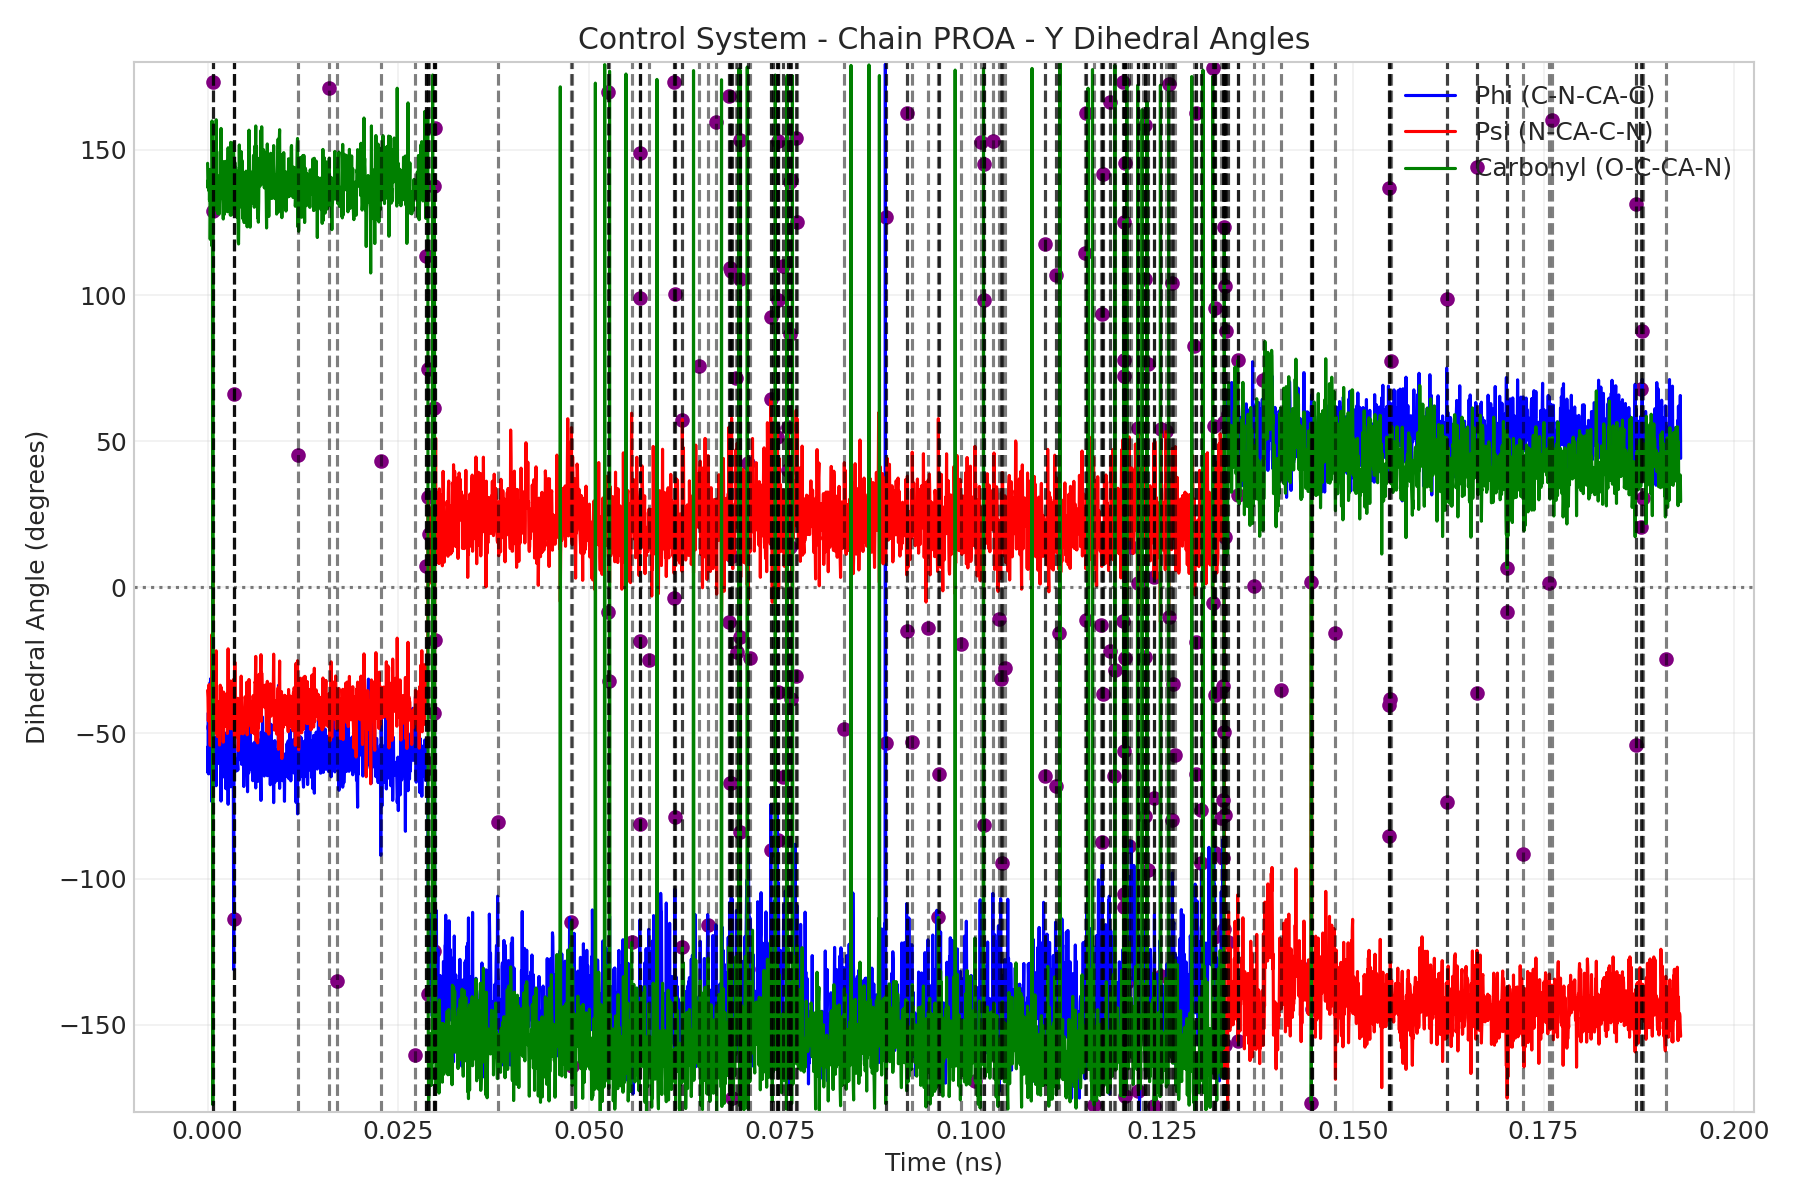 Control System - Chain PROA - Y Dihedral Angles
Dihedral Angle (degrees)
150
100
50
0
−50
−100
−150
Phi (C-N-CA-C)
Psi (N-CA-C-N)
Carbonyl (O-C-CA-N)
0.000 0.025 0.050 0.075 0.100 0.125 0.150 0.175 0.200
Time (ns)